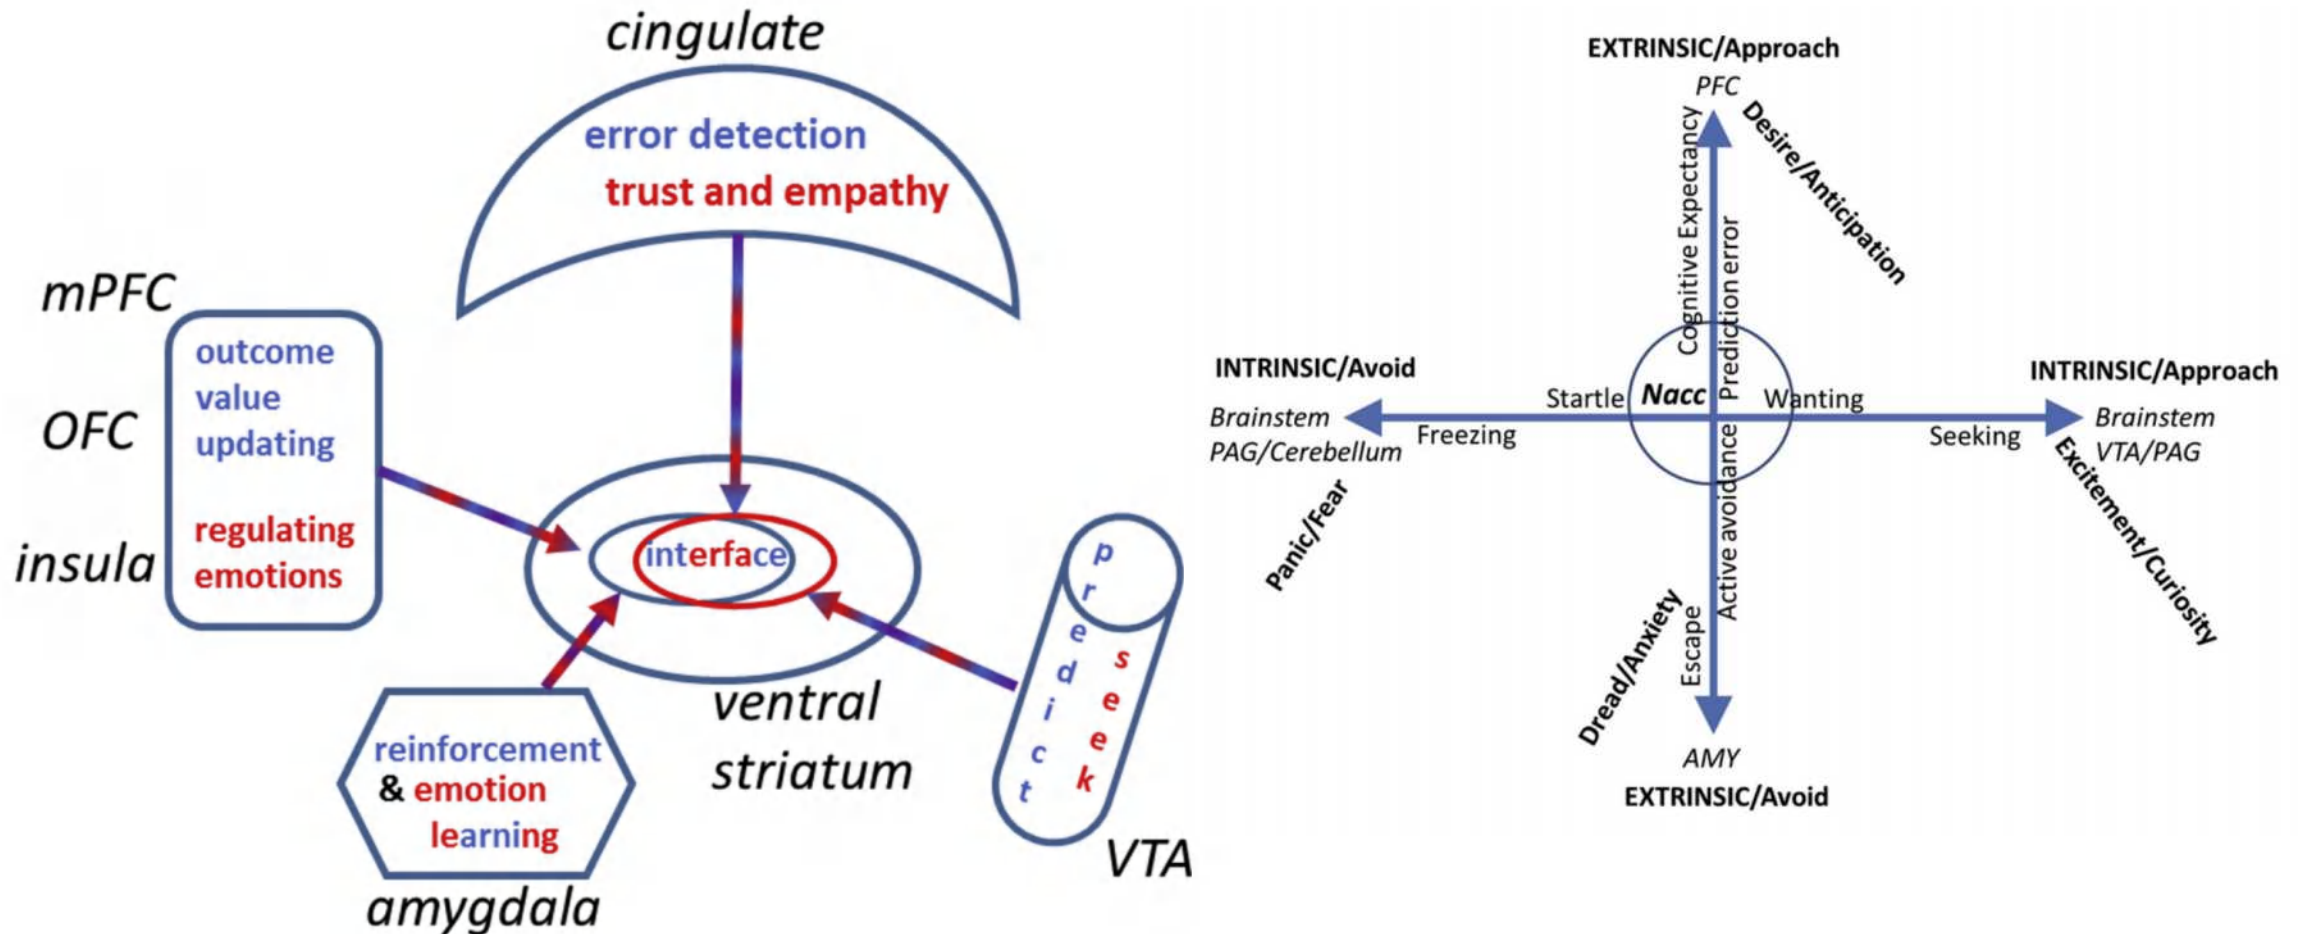 cingulate
error detection
trust and empathy
mPFC
OFC
insula
outcome
value
updating
regulating
emotions
interface
ventral
striatum
reinforcement
& emotion
learning
amygdala
predict
seek
VTA
EXTRINSIC/Approach
PFC
Cognitive Expectancy
Prediction error
Desire/Anticipation
INTRINSIC/Avoid
Brainstem
PAG/Cerebellum
Startle
Freezing
Panic/Fear
Nacc
Wanting
Seeking
INTRINSIC/Approach
Brainstem
VTA/PAG
Excitement/Curiosity
Active avoidance
Escape
Dread/Anxiety
AMY
EXTRINSIC/Avoid